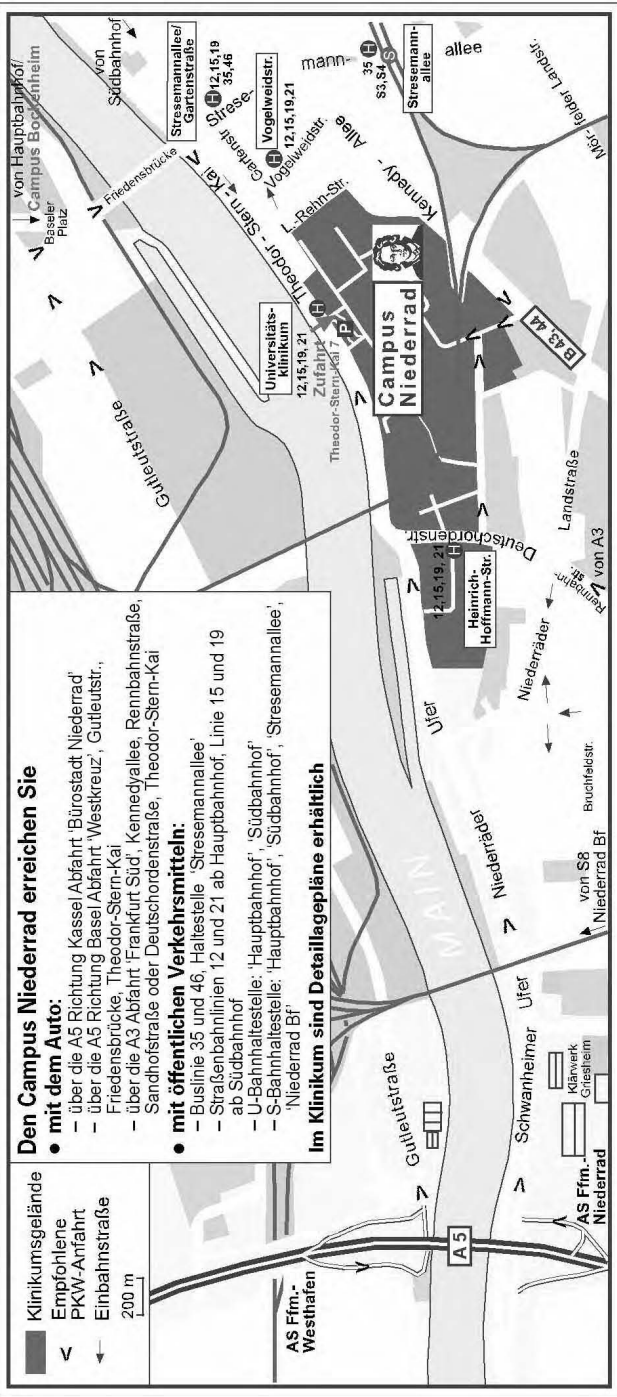 Klinikumsgelände
Empfohlene
PKW-Anfahrt
Einbahnstraße
200 m
Den Campus Niederrad erreichen Sie
• mit dem Auto:
– über die A5 Richtung Kassel Abfahrt 'Bürostadt Niederrad'
– über die A5 Richtung Basel Abfahrt 'Westkreuz', Gutleutstr.,
Friedensbrücke, Theodor-Stern-Kai
– über die A3 Abfahrt 'Frankfurt Süd', Kennedyallee, Rennbahnstraße,
Sandhofstraße oder Deutschordenstraße, Theodor-Stern-Kai
• mit öffentlichen Verkehrsmitteln:
– Buslinie 35 und 46, Haltestelle 'Stresemannallee'
– Straßenbahnlinien 12 und 21 ab Hauptbahnhof, Linie 15 und 19
ab Südbahnhof
– U-Bahnhaltestelle: 'Hauptbahnhof', 'Südbahnhof'
– S-Bahnhaltestelle: 'Hauptbahnhof', 'Südbahnhof', 'Stresemannallee',
'Niederrad Bf'
Im Klinikum sind Detaillagepläne erhältlich
AS Ffm.-
Westhafen
A 5
AS Ffm.-
Niederrad
Gutleutstraße
Schwanheimer
Ufer
Klärwerk
Griesheim
von S8
Niederrad Bf
MAIN
Niederräder
Ufer
Bruchfeldstr.
Niederräder
Landstraße
Rennbahn-
str.
von A3
Heinrich-
Hoffmann-Str.
12,15,19, 21
H
Deutschordenstr.
Gutleutstraße
Universitäts-
klinikum
12,15,19, 21
H
Zufahrt
Theodor-Stern-Kai 7
P
Campus
Niederrad
B 43, 44
von Hauptbahnhof/
Campus Bockenheim
Baseler
Platz
Friedensbrücke
von
Südbahnhof
Stresemannallee/
Gartenstraße
H
12,15,19
35,46
Theodor - Stern - Kai
Gartenstr.
Strese-
mann-
allee
Vogelweidstr.
H
12,15,19,21
Vogelweidstr.
L.-Rehn-Str.
Kennedy - Allee
35
H
S3,S4
S
Stresemann-
allee
Mörfelder Landstr.